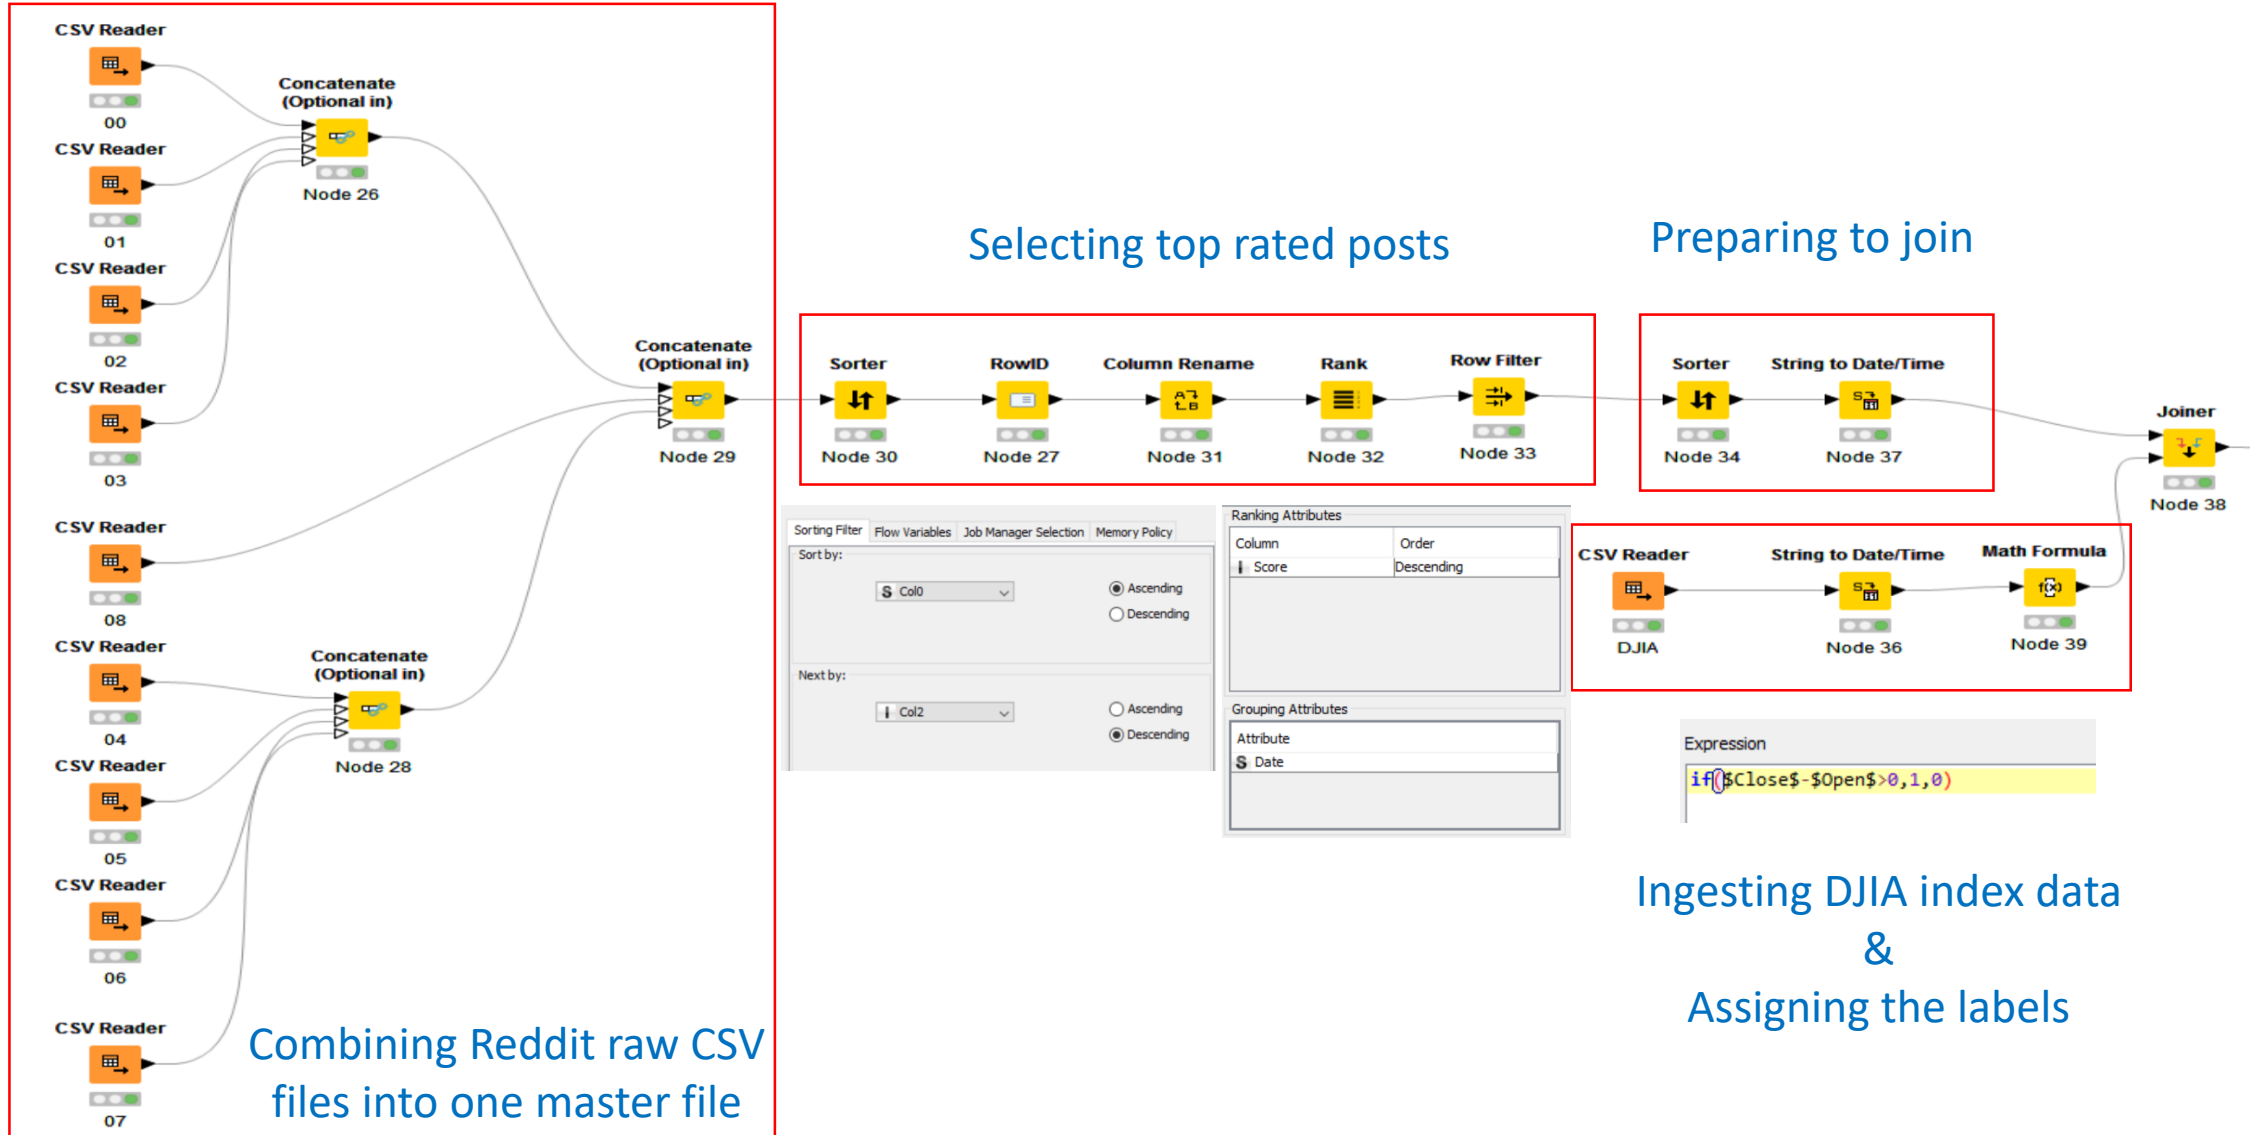 CSV Reader
00
CSV Reader
01
CSV Reader
02
CSV Reader
03
CSV Reader
08
CSV Reader
04
CSV Reader
05
CSV Reader
06
CSV Reader
07
Concatenate
(Optional in)
Node 26
Concatenate
(Optional in)
Node 28
Concatenate
(Optional in)
Node 29
Combining Reddit raw CSV
files into one master file
Selecting top rated posts
Sorter
Node 30
RowID
Node 27
Column Rename
Node 31
Rank
Node 32
Row Filter
Node 33
Preparing to join
Sorter
Node 34
String to Date/Time
Node 37
Joiner
Node 38
Sorting Filter Flow Variables Job Manager Selection Memory Policy
Sort by:
S Col0
Ascending
Descending
Next by:
I Col2
Ascending
Descending
Ranking Attributes
Column Order
I Score Descending
Grouping Attributes
Attribute
S Date
CSV Reader
DJIA
String to Date/Time
S
Node 36
Math Formula
f(x)
Node 39
Expression
if($Close$-$Open$>0,1,0)
Ingesting DJIA index data
&
Assigning the labels